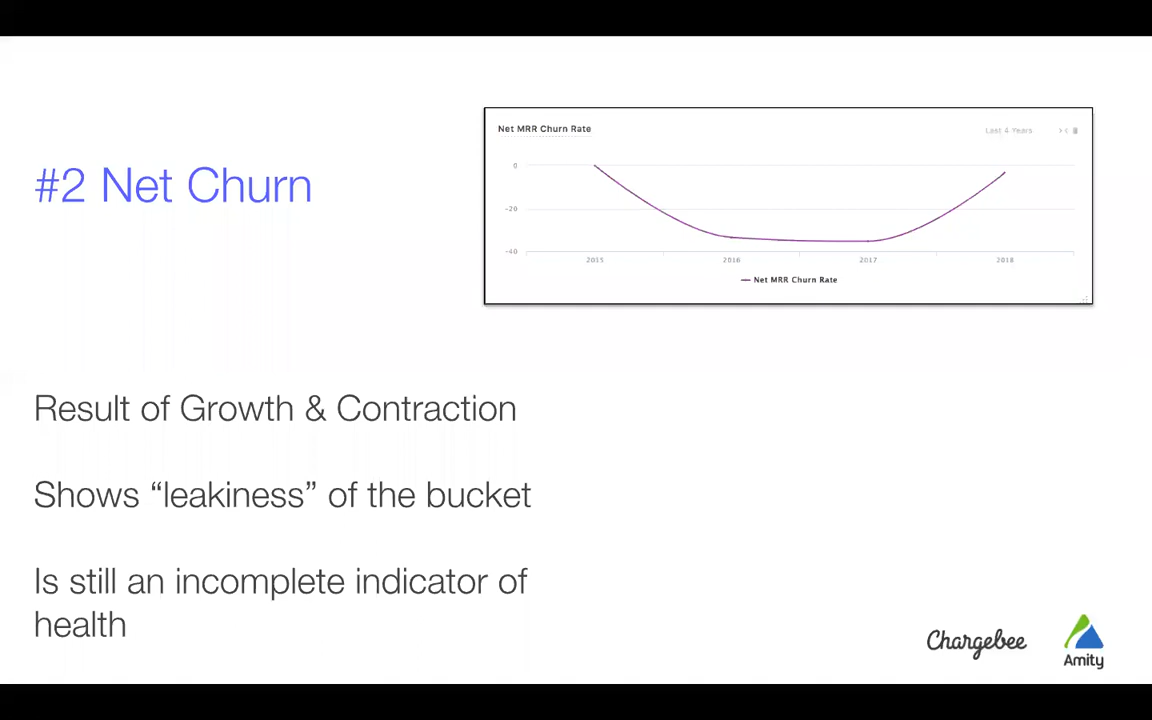 #2 Net Churn
Net MRR Churn Rate
Last 4 Years
0
-20
-40
2015 2016 2017 2018
Net MRR Churn Rate
Result of Growth & Contraction
Shows “leakiness” of the bucket
Is still an incomplete indicator of
health
Chargebee
Amity